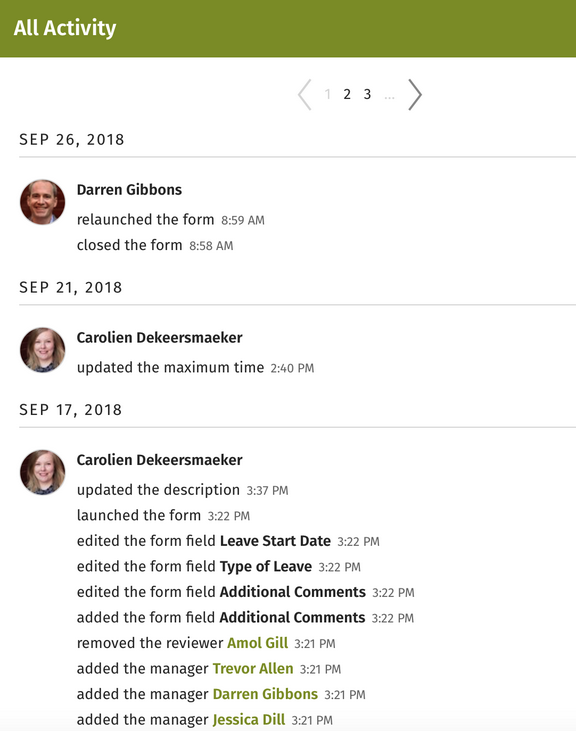 All Activity
1 2 3 ...
SEP 26, 2018
Darren Gibbons
relaunched the form 8:59 AM
closed the form 8:58 AM
SEP 21, 2018
Carolien Dekeersmaeker
updated the maximum time 2:40 PM
SEP 17, 2018
Carolien Dekeersmaeker
updated the description 3:37 PM
launched the form 3:22 PM
edited the form field Leave Start Date 3:22 PM
edited the form field Type of Leave 3:22 PM
edited the form field Additional Comments 3:22 PM
added the form field Additional Comments 3:22 PM
removed the reviewer Amol Gill 3:21 PM
added the manager Trevor Allen 3:21 PM
added the manager Darren Gibbons 3:21 PM
added the manager Jessica Dill 3:21 PM